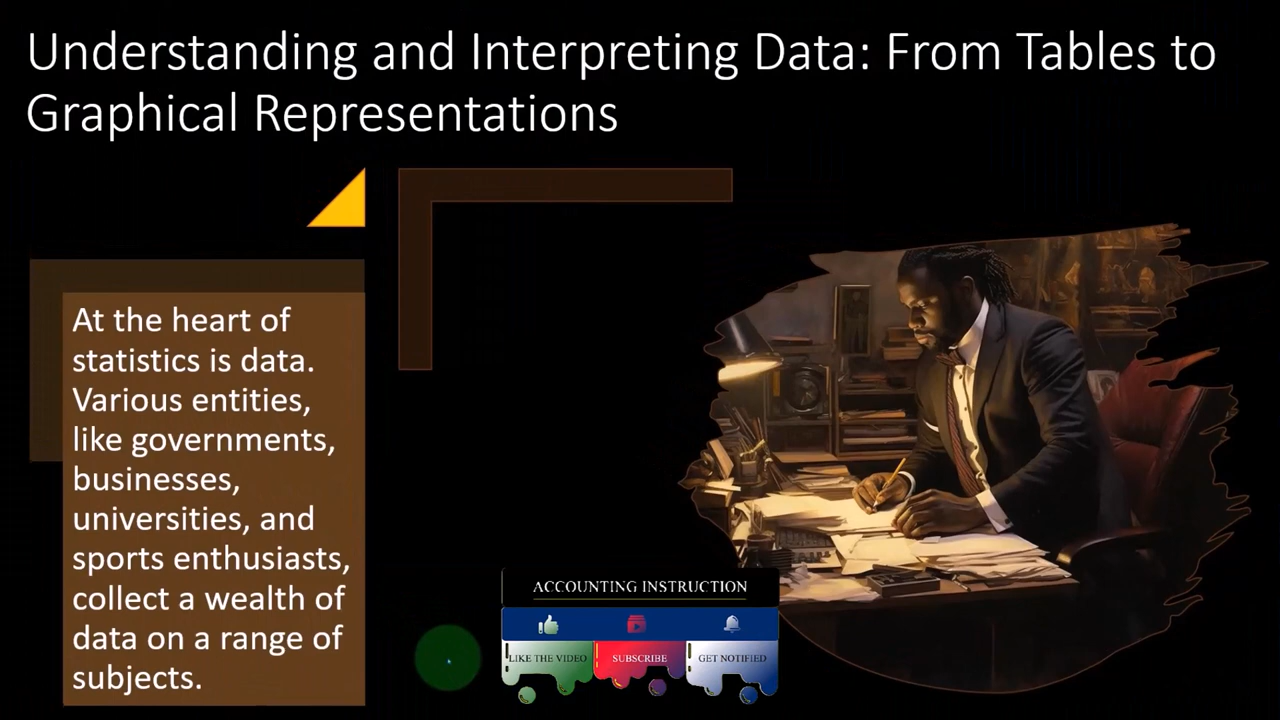 Understanding and Interpreting Data: From Tables to
Graphical Representations
At the heart of
statistics is data.
Various entities,
like governments,
businesses,
universities, and
sports enthusiasts,
collect a wealth of
data on a range of
subjects.
ACCOUNTING INSTRUCTION
LIKE THE VIDEO
SUBSCRIBE
GET NOTIFIED